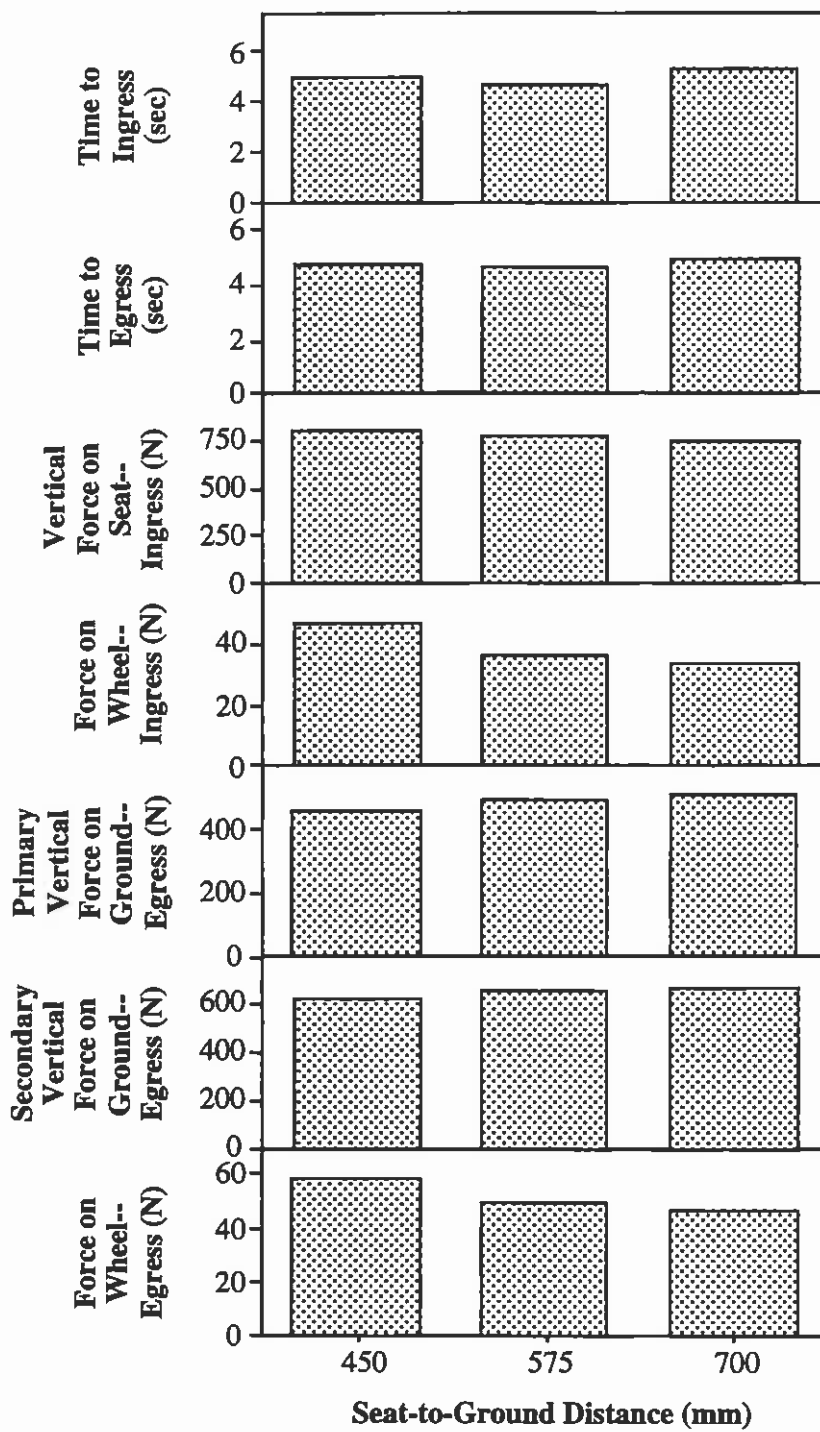 Time to
Ingress
(sec)
6
4
2
0
Time to
Egress
(sec)
6
4
2
0
Vertical
Force on
Seat--
Ingress (N)
750
500
250
0
Force on
Wheel--
Ingress (N)
40
20
0
Primary
Vertical
Force on
Ground--
Egress (N)
400
200
0
Secondary
Vertical
Force on
Ground--
Egress (N)
600
400
200
0
Force on
Wheel--
Egress (N)
60
40
20
0
450 575 700
Seat-to-Ground Distance (mm)